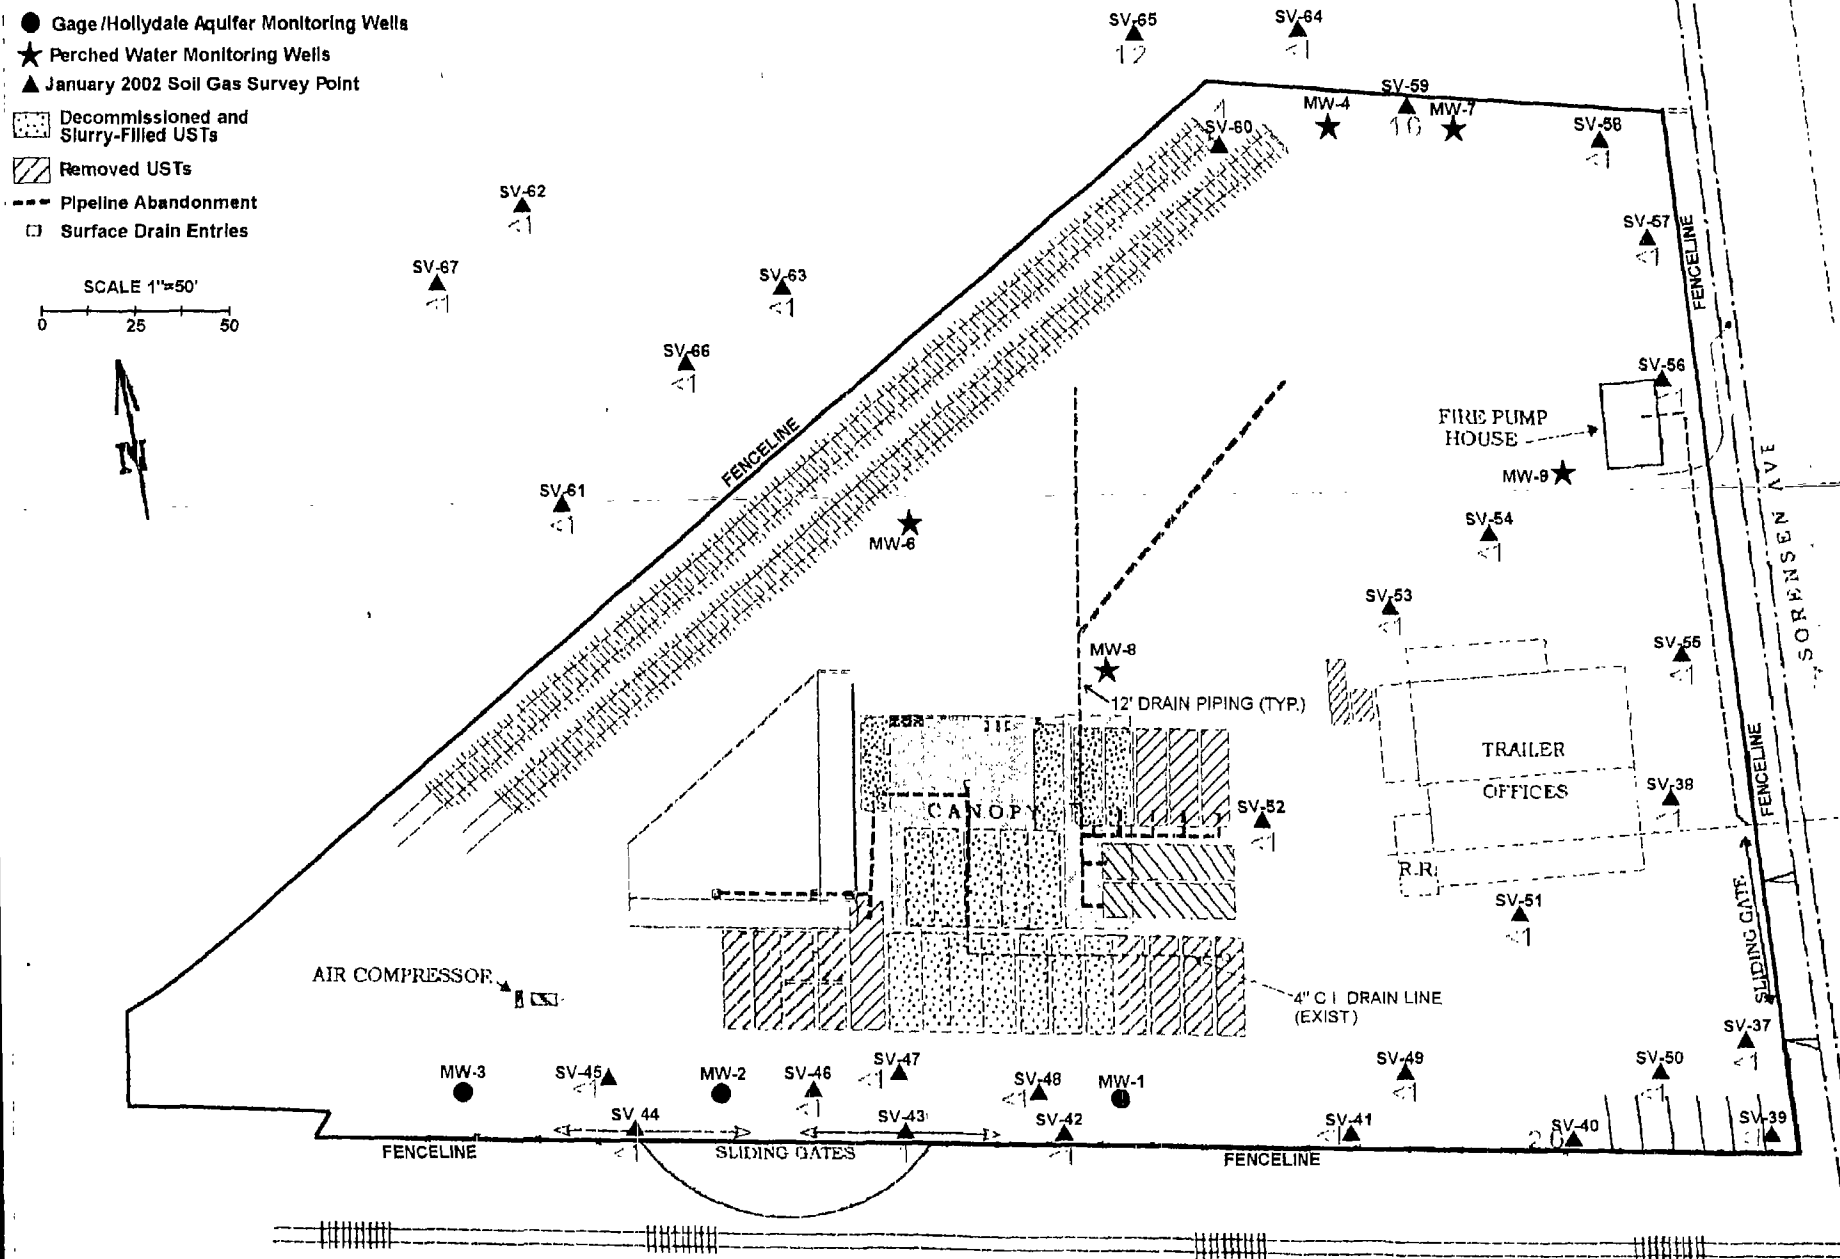 Gage/Hollydale Aquifer Monitoring Wells
Perched Water Monitoring Wells
January 2002 Soil Gas Survey Point
Decommissioned and
Slurry-Filled USTs
Removed USTs
Pipeline Abandonment
Surface Drain Entries
SCALE 1"=50'
0 25 50
N
SV-65
12
SV-64
<1
SV-59
16
MW-4
MW-7
SV-60
SV-58
<1
SV-57
<1
FENCELINE
SV-62
<1
SV-67
<1
SV-63
<1
SV-66
<1
SV-56
FIRE PUMP
HOUSE
MW-9
FENCELINE
SORENSEN AVE
SV-61
<1
MW-6
SV-54
<1
SV-53
<1
SV-55
<1
MW-8
12' DRAIN PIPING (TYP.)
TRAILER
OFFICES
FENCELINE
SV-38
<1
CANOPY
SV-52
<1
R.R.
SV-51
<1
SLIDING GATE
AIR COMPRESSOR
4" C I DRAIN LINE
(EXIST)
SV-37
<1
MW-3
SV-45
<1
MW-2
SV-46
<1
SV-47
<1
SV-48
<1
MW-1
SV-49
<1
SV-50
<1
SV-44
<1
SV-43
SV-42
SV-41
20
SV-40
SV-39
FENCELINE
SLIDING GATES
FENCELINE